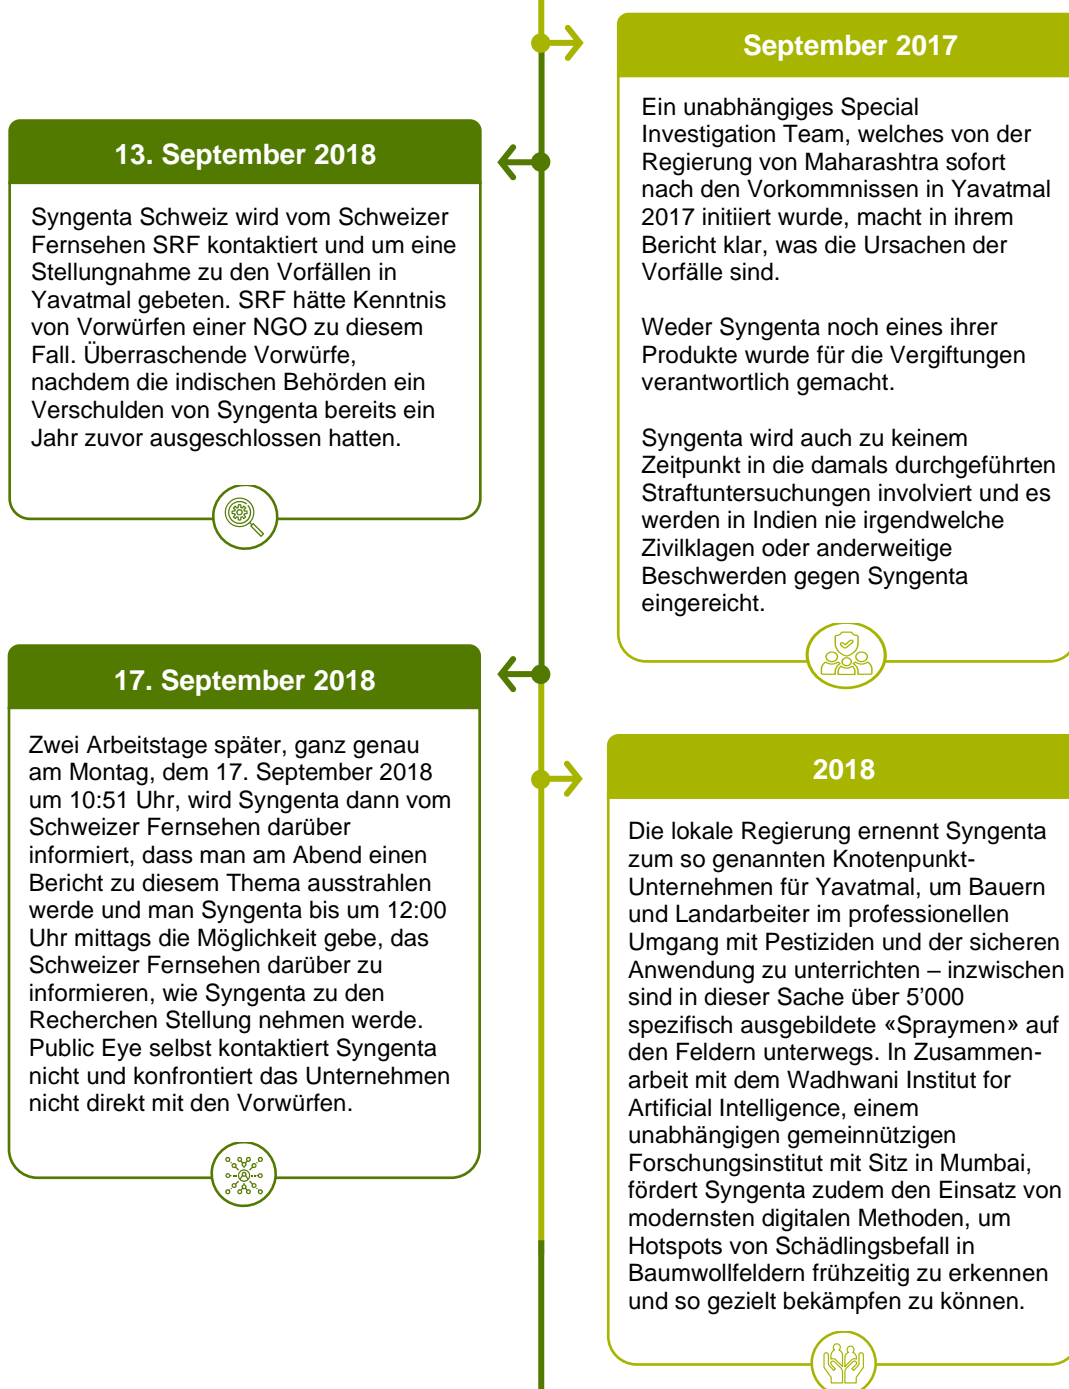 September 2017
Ein unabhängiges Special
Investigation Team, welches von der
Regierung von Maharashtra sofort
nach den Vorkommnissen in Yavatmal
2017 initiiert wurde, macht in ihrem
Bericht klar, was die Ursachen der
Vorfälle sind.
Weder Syngenta noch eines ihrer
Produkte wurde für die Vergiftungen
verantwortlich gemacht.
Syngenta wird auch zu keinem
Zeitpunkt in die damals durchgeführten
Straftuntersuchungen involviert und es
werden in Indien nie irgendwelche
Zivilklagen oder anderweitige
Beschwerden gegen Syngenta
eingereicht.
13. September 2018
Syngenta Schweiz wird vom Schweizer
Fernsehen SRF kontaktiert und um eine
Stellungnahme zu den Vorfällen in
Yavatmal gebeten. SRF hätte Kenntnis
von Vorwürfen einer NGO zu diesem
Fall. Überraschende Vorwürfe,
nachdem die indischen Behörden ein
Verschulden von Syngenta bereits ein
Jahr zuvor ausgeschlossen hatten.
17. September 2018
Zwei Arbeitstage später, ganz genau
am Montag, dem 17. September 2018
um 10:51 Uhr, wird Syngenta dann vom
Schweizer Fernsehen darüber
informiert, dass man am Abend einen
Bericht zu diesem Thema ausstrahlen
werde und man Syngenta bis um 12:00
Uhr mittags die Möglichkeit gebe, das
Schweizer Fernsehen darüber zu
informieren, wie Syngenta zu den
Recherchen Stellung nehmen werde.
Public Eye selbst kontaktiert Syngenta
nicht und konfrontiert das Unternehmen
nicht direkt mit den Vorwürfen.
2018
Die lokale Regierung ernennt Syngenta
zum so genannten Knotenpunkt-
Unternehmen für Yavatmal, um Bauern
und Landarbeiter im professionellen
Umgang mit Pestiziden und der sicheren
Anwendung zu unterrichten – inzwischen
sind in dieser Sache über 5’000
spezifisch ausgebildete «Spraymen» auf
den Feldern unterwegs. In Zusammen-
arbeit mit dem Wadhwani Institut for
Artificial Intelligence, einem
unabhängigen gemeinnützigen
Forschungsinstitut mit Sitz in Mumbai,
fördert Syngenta zudem den Einsatz von
modernsten digitalen Methoden, um
Hotspots von Schädlingsbefall in
Baumwollfeldern frühzeitig zu erkennen
und so gezielt bekämpfen zu können.